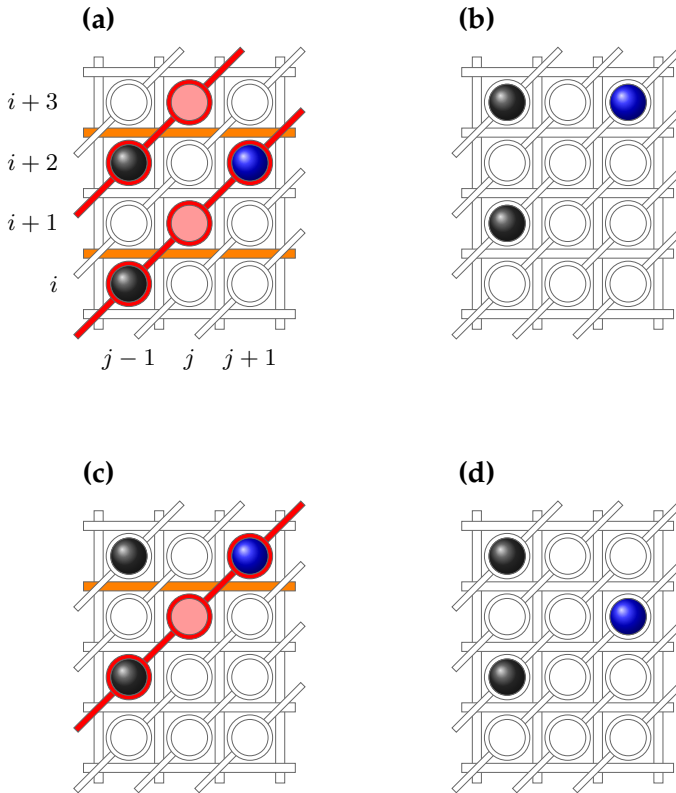 (a)
(b)
i + 3
i + 2
i + 1
i
j − 1 j j + 1
(c)
(d)